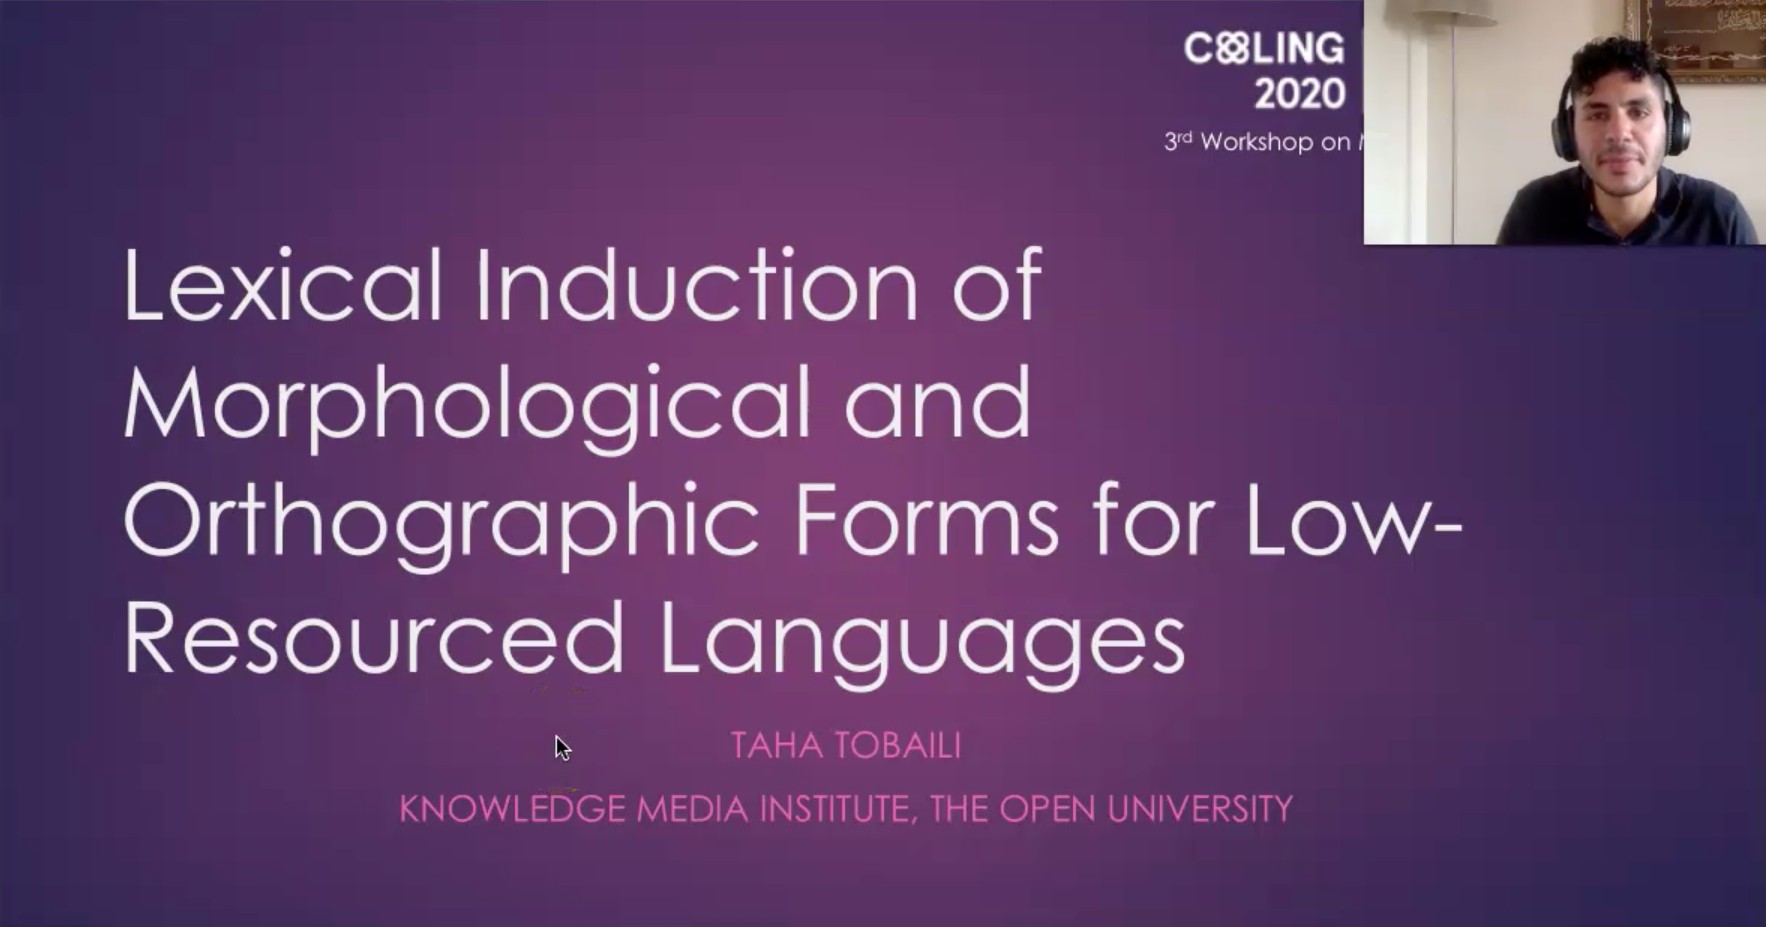 COLING
2020
3rd Workshop on
Lexical Induction of
Morphological and
Orthographic Forms for Low-
Resourced Languages
TAHA TOBAILI
KNOWLEDGE MEDIA INSTITUTE, THE OPEN UNIVERSITY